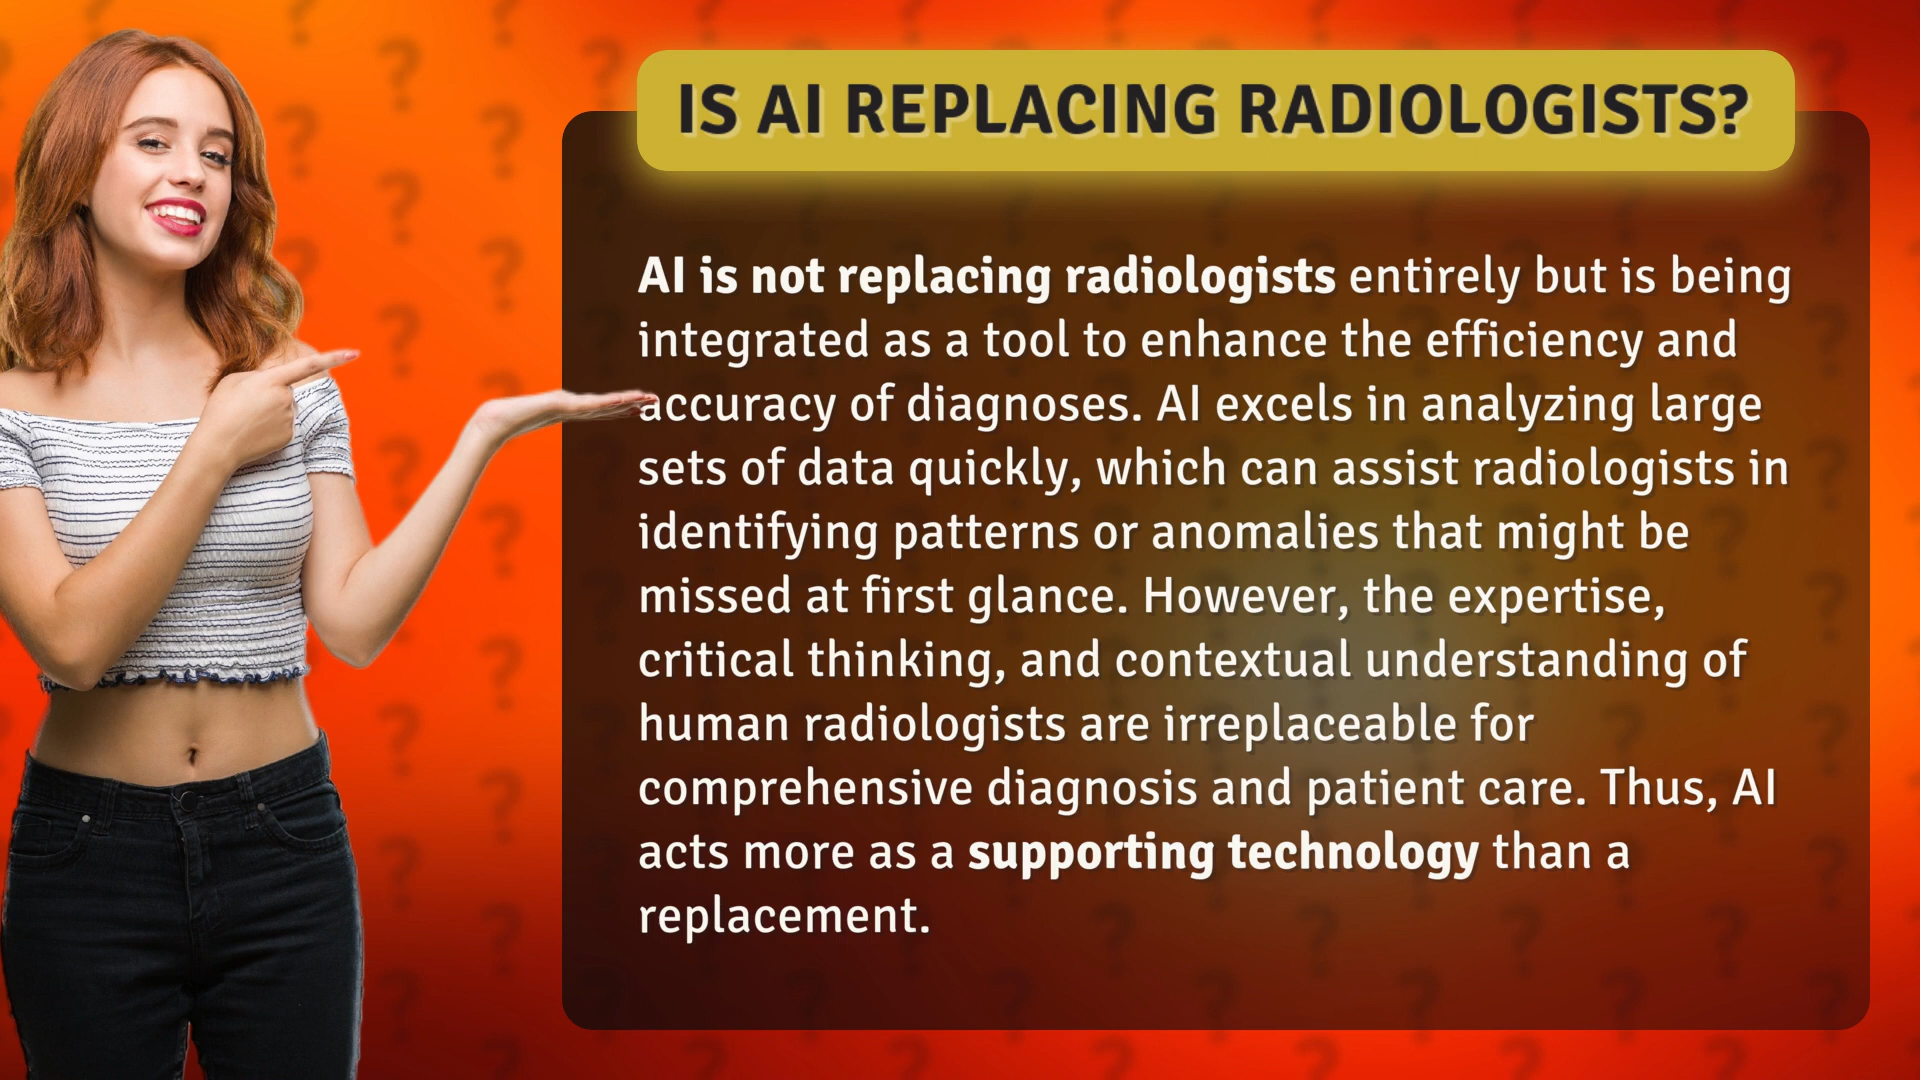 IS AI REPLACING RADIOLOGISTS?
AI is not replacing radiologists entirely but is being
integrated as a tool to enhance the efficiency and
accuracy of diagnoses. AI excels in analyzing large
sets of data quickly, which can assist radiologists in
identifying patterns or anomalies that might be
missed at first glance. However, the expertise,
critical thinking, and contextual understanding of
human radiologists are irreplaceable for
comprehensive diagnosis and patient care. Thus, AI
acts more as a supporting technology than a
replacement.